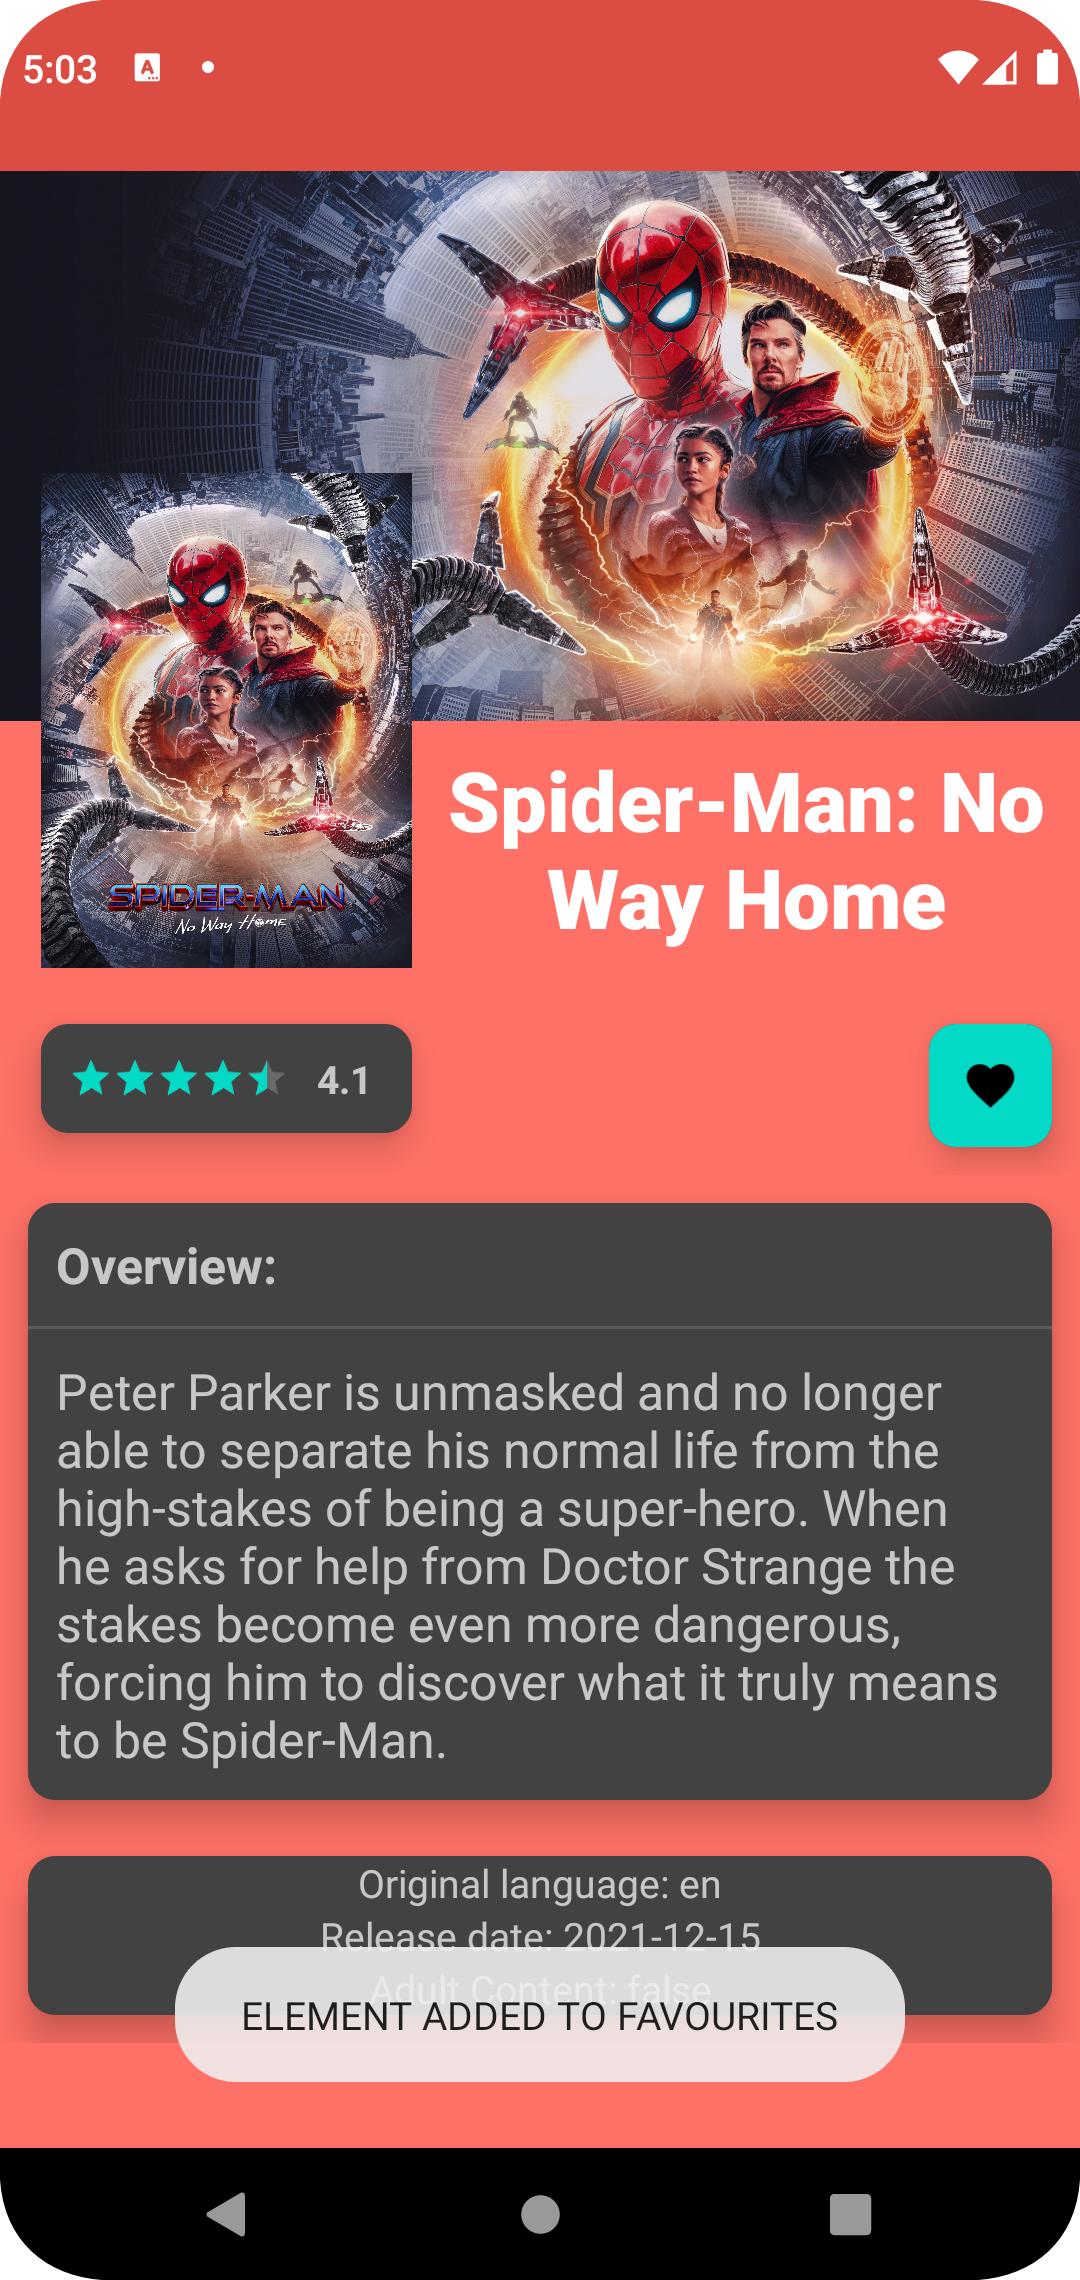 5:03
A
SPIDER-MAN
No Way Home
Spider-Man: No
Way Home
4.1
Overview:
Peter Parker is unmasked and no longer
able to separate his normal life from the
high-stakes of being a super-hero. When
he asks for help from Doctor Strange the
stakes become even more dangerous,
forcing him to discover what it truly means
to be Spider-Man.
Original language: en
Release date: 2021-12-15
Adult Content: false
ELEMENT ADDED TO FAVOURITES